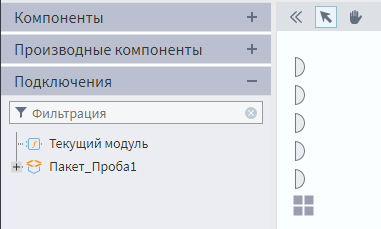 Компоненты
Производные компоненты
Подключения
Фильтрация
Текущий модуль
Пакет_Проба1